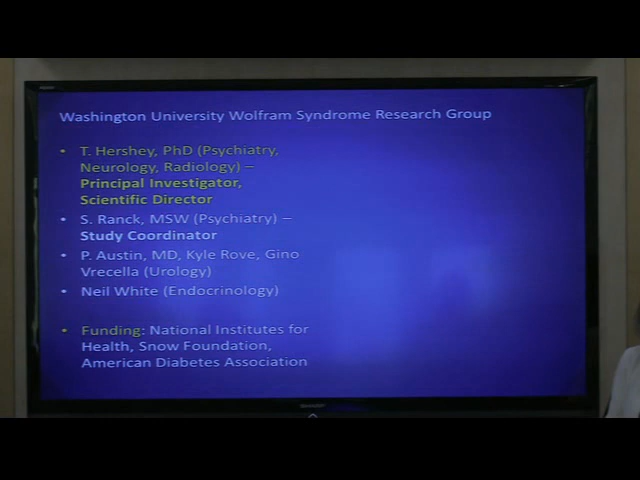 Washington University Wolfram Syndrome Research Group
• T. Hershey, PhD (Psychiatry,
Neurology, Radiology) –
Principal Investigator,
Scientific Director
• S. Ranck, MSW (Psychiatry) –
Study Coordinator
• P. Austin, MD, Kyle Rove, Gino
Vrecella (Urology)
• Neil White (Endocrinology)
• Funding: National Institutes for
Health, Snow Foundation,
American Diabetes Association
SHARP